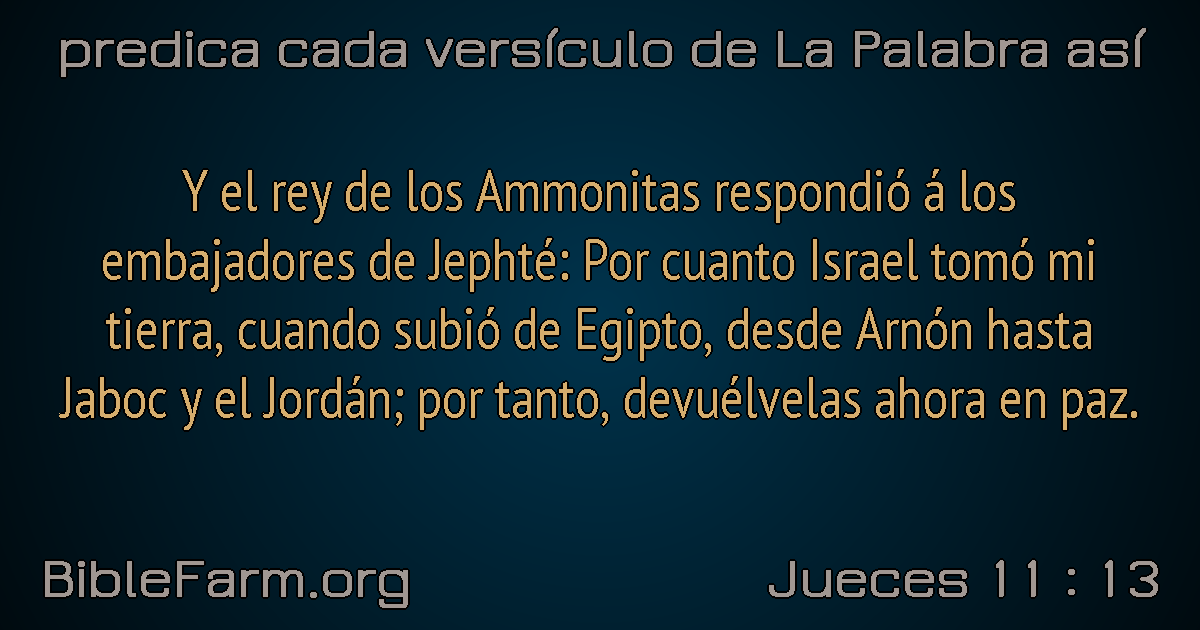 predica cada versículo de La Palabra así
Y el rey de los Ammonitas respondió á los
embajadores de Jephté: Por cuanto Israel tomó mi
tierra, cuando subió de Egipto, desde Arnón hasta
Jaboc y el Jordán; por tanto, devuélvelas ahora en paz.
BibleFarm.org
Jueces 11 : 13